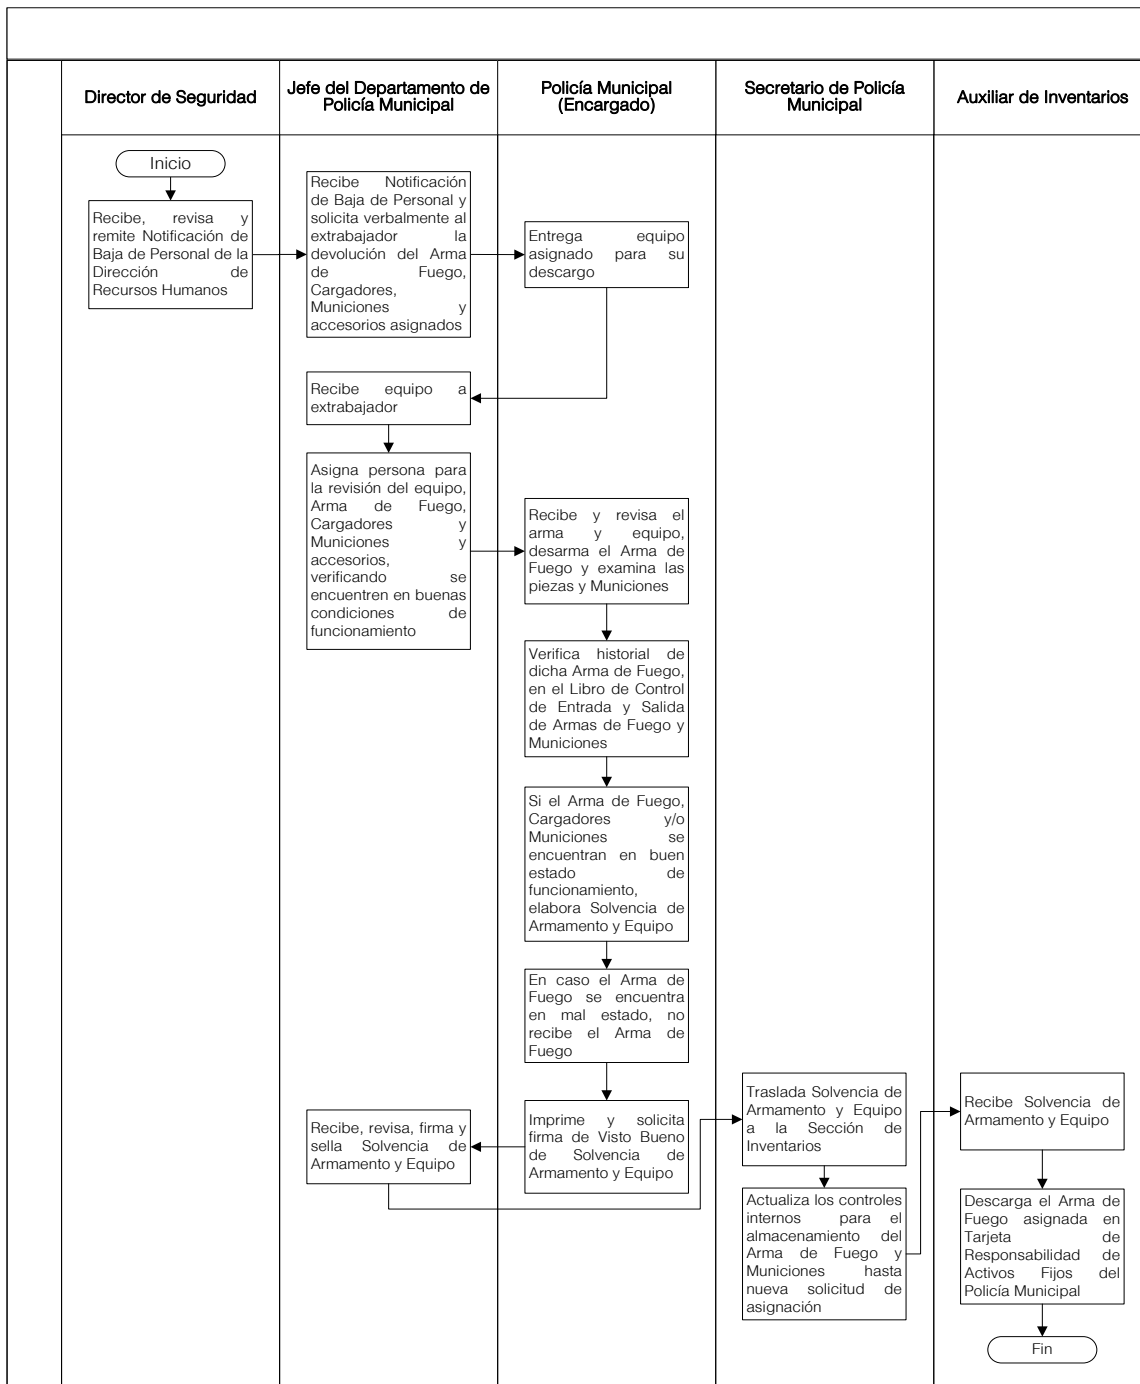 Director de Seguridad
Jefe del Departamento de
Policía Municipal
Policía Municipal
(Encargado)
Secretario de Policía
Municipal
Auxiliar de Inventarios
Inicio
Recibe, revisa y
remite Notificación de
Baja de Personal de la
Dirección de
Recursos Humanos
Recibe Notificación
de Baja de Personal y
solicita verbalmente al
extrabajador la
devolución del Arma
de Fuego,
Cargadores,
Municiones y
accesorios asignados
Entrega equipo
asignado para su
descargo
Recibe equipo a
extrabajador
Asigna persona para
la revisión del equipo,
Arma de Fuego,
Cargadores y
Municiones y
accesorios,
verificando se
encuentren en buenas
condiciones de
funcionamiento
Recibe y revisa el
arma y equipo,
desarma el Arma de
Fuego y examina las
piezas y Municiones
Verifica historial de
dicha Arma de Fuego,
en el Libro de Control
de Entrada y Salida
de Armas de Fuego y
Municiones
Si el Arma de Fuego,
Cargadores y/o
Municiones se
encuentran en buen
estado de
funcionamiento,
elabora Solvencia de
Armamento y Equipo
En caso el Arma de
Fuego se encuentra
en mal estado, no
recibe el Arma de
Fuego
Imprime y solicita
firma de Visto Bueno
de Solvencia de
Armamento y Equipo
Recibe, revisa, firma y
sella Solvencia de
Armamento y Equipo
Traslada Solvencia de
Armamento y Equipo
a la Sección de
Inventarios
Actualiza los controles
internos para el
almacenamiento del
Arma de Fuego y
Municiones hasta
nueva solicitud de
asignación
Recibe Solvencia de
Armamento y Equipo
Descarga el Arma de
Fuego asignada en
Tarjeta de
Responsabilidad de
Activos Fijos del
Policía Municipal
Fin